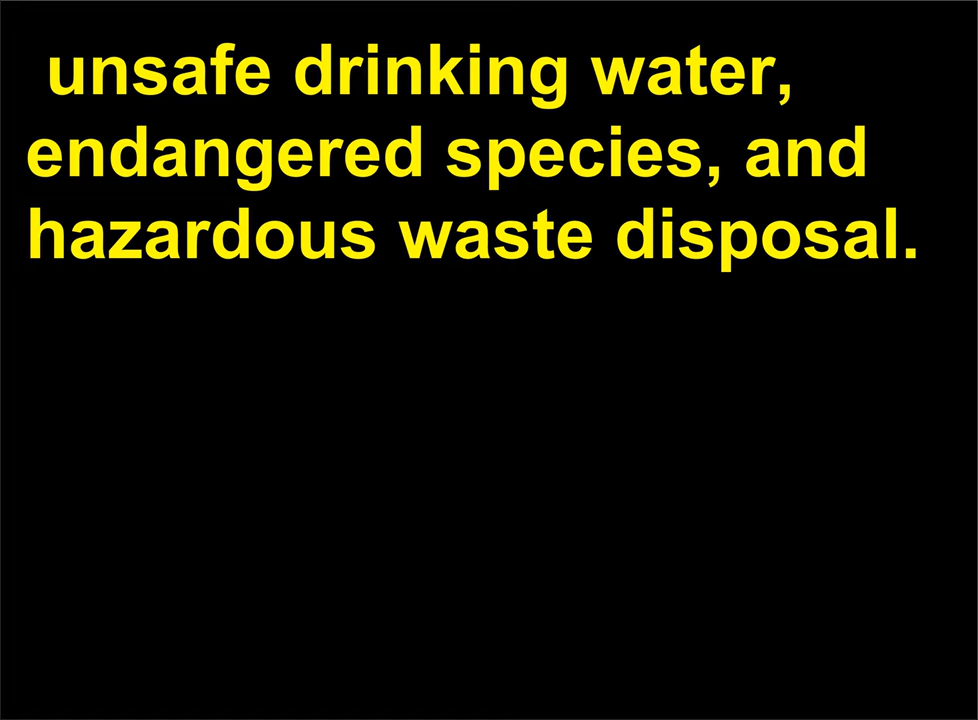 unsafe drinking water,
endangered species, and
hazardous waste disposal.